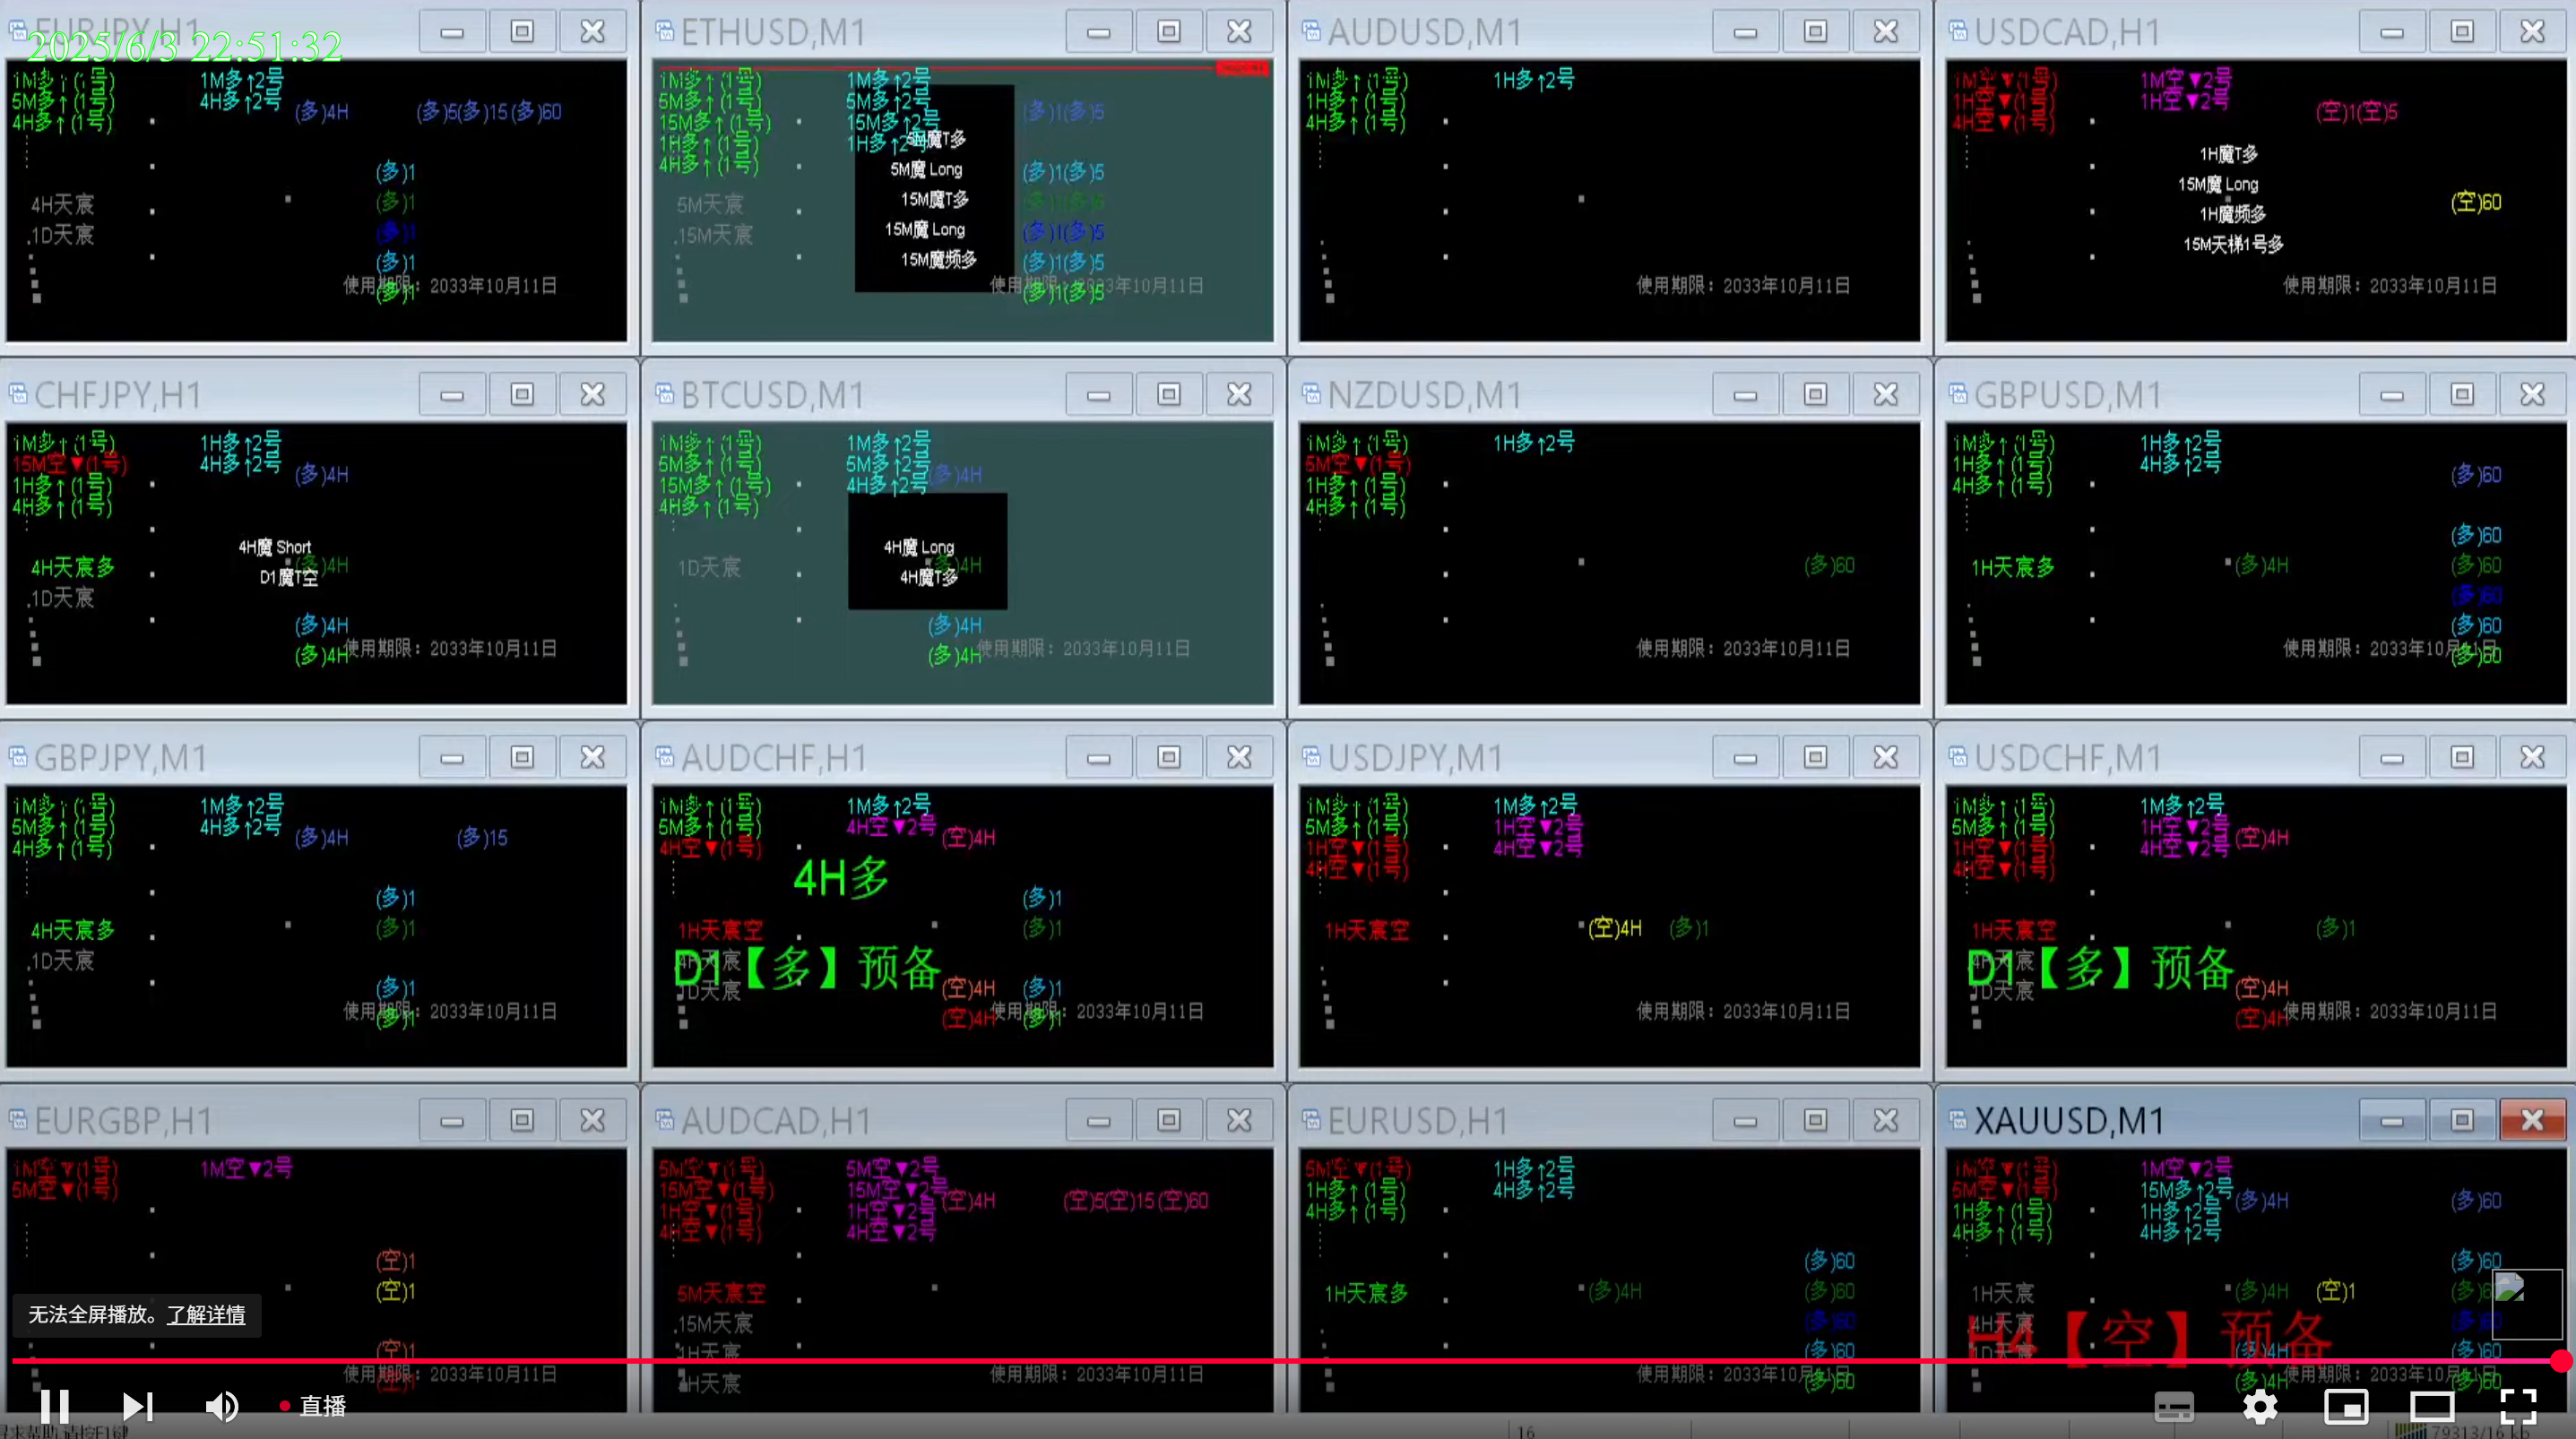 EURJPY,H1
2025/6/3 22:51:32
1M多↑(1号) 1M多↑2号
5M多↑(1号) 4H多↑2号
4H多↑(1号)
(多)4H (多)5(多)15(多)60
(多)1
4H天宸 (多)1
.1D天宸 (多)1
(多)1
使用期限：2033年10月11日
(多)1
ETHUSD,M1
1M多↑(1号) 1M多↑2号
5M多↑(1号) 5M多↑2号
15M多↑(1号) 15M多↑2号
1H多↑(1号) 1H多↑2号
4H多↑(1号)
(多)1(多)5
5M魔T多
5M魔 Long (多)1(多)5
5M天宸 15M魔T多
.15M天宸 15M魔 Long (多)1(多)5
15M魔频多 (多)1(多)5
使用期限：2033年10月11日
(多)1(多)5
AUDUSD,M1
1M多↑(1号) 1H多↑2号
1H多↑(1号)
4H多↑(1号)
使用期限：2033年10月11日
USDCAD,H1
1M空▼(1号) 1M空▼2号
1H空▼(1号) 1H空▼2号
4H空▼(1号)
(空)1(空)5
1H魔T多
15M魔 Long
(空)60
1H魔频多
15M天梯1号多
使用期限：2033年10月11日
CHFJPY,H1
1M多↑(1号) 1H多↑2号
15M空▼(1号) 4H多↑2号
1H多↑(1号)
4H多↑(1号)
(多)4H
4H魔 Short
4H天宸多 (多)4H
D1魔T空
.1D天宸
(多)4H
使用期限：2033年10月11日
(多)4H
BTCUSD,M1
1M多↑(1号) 1M多↑2号
5M多↑(1号) 5M多↑2号
15M多↑(1号) 4H多↑2号
4H多↑(1号)
(多)4H
4H魔 Long
1D天宸 (多)4H
4H魔T多
(多)4H
使用期限：2033年10月11日
(多)4H
NZDUSD,M1
1M多↑(1号) 1H多↑2号
5M空▼(1号)
1H多↑(1号)
4H多↑(1号)
(多)60
使用期限：2033年10月11日
GBPUSD,M1
1M多↑(1号) 1H多↑2号
1H多↑(1号) 4H多↑2号
4H多↑(1号)
(多)60
(多)60
1H天宸多 (多)4H (多)60
(多)60
(多)60
使用期限：2033年10月11日
(多)60
GBPJPY,M1
1M多↑(1号) 1M多↑2号
5M多↑(1号) 4H多↑2号
4H多↑(1号)
(多)4H (多)15
(多)1
4H天宸多 (多)1
.1D天宸
(多)1
使用期限：2033年10月11日
(多)1
AUDCHF,H1
1M多↑(1号) 1M多↑2号
5M多↑(1号) 4H空▼2号
4H空▼(1号) (空)4H
4H多
(多)1
1H天宸空 (多)1
4H天宸
D1【多】预备
1D天宸 (空)4H (多)1
使用期限：2033年10月11日
(空)4H (多)1
USDJPY,M1
1M多↑(1号) 1M多↑2号
5M多↑(1号) 1H空▼2号
1H空▼(1号) 4H空▼2号
4H空▼(1号)
1H天宸空 (空)4H (多)1
使用期限：2033年10月11日
USDCHF,M1
1M多↑(1号) 1M多↑2号
5M多↑(1号) 1H空▼2号
1H空▼(1号) 4H空▼2号
4H空▼(1号)
(空)4H
1H天宸空 (多)1
4H天宸
D1【多】预备
1D天宸 (空)4H
使用期限：2033年10月11日
(空)4H
EURGBP,H1
1M空▼(1号) 1M空▼2号
5M空▼(1号)
(空)1
(空)1
(空)1
使用期限：2033年10月11日
(空)1
AUDCAD,H1
5M空▼(1号) 5M空▼2号
15M空▼(1号) 15M空▼2号
1H空▼(1号) 1H空▼2号
4H空▼(1号) 4H空▼2号
(空)4H (空)5(空)15(空)60
5M天宸空
.15M天宸
1H天宸
使用期限：2033年10月11日
4H天宸
EURUSD,H1
5M空▼(1号) 1H多↑2号
1H多↑(1号) 4H多↑2号
4H多↑(1号)
(多)60
1H天宸多 (多)4H (多)60
(多)60
(多)60
使用期限：2033年10月11日
(多)60
XAUUSD,M1
1M空▼(1号) 1M空▼2号
5M空▼(1号) 15M多↑2号
1H多↑(1号) 1H多↑2号
4H多↑(1号) 4H多↑2号
(多)4H (多)60
(多)60
1H天宸 (多)4H (空)1
4H天宸
H4【空】预备
1D天宸 (多)4H (多)60
使用期限：2033年10月11日
(多)4H (多)60
无法全屏播放。了解详情
直播
16
79313/16 kb